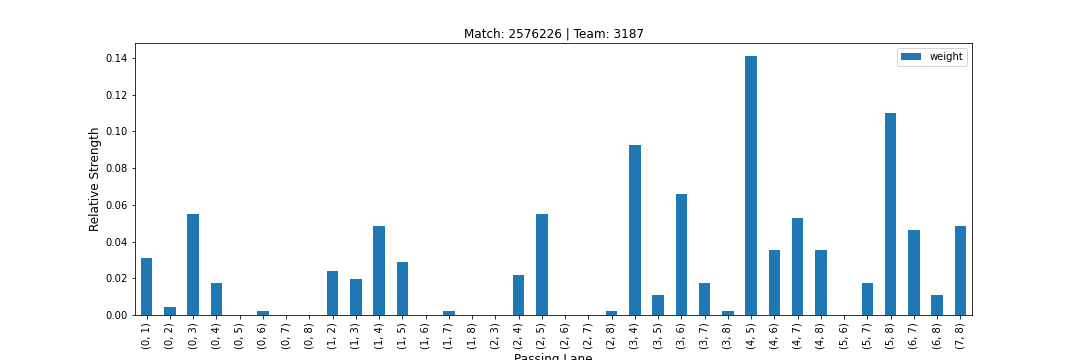 Match: 2576226 | Team: 3187
weight
Relative Strength
0.14
0.12
0.10
0.08
0.06
0.04
0.02
0.00
(0, 1) (0, 2) (0, 3) (0, 4) (0, 5) (0, 6) (0, 7) (0, 8) (1, 2) (1, 3) (1, 4) (1, 5) (1, 6) (1, 7) (1, 8) (2, 3) (2, 4) (2, 5) (2, 6) (2, 7) (2, 8) (3, 4) (3, 5) (3, 6) (3, 7) (3, 8) (4, 5) (4, 6) (4, 7) (4, 8) (5, 6) (5, 7) (5, 8) (6, 7) (6, 8) (7, 8)
Passing Lane